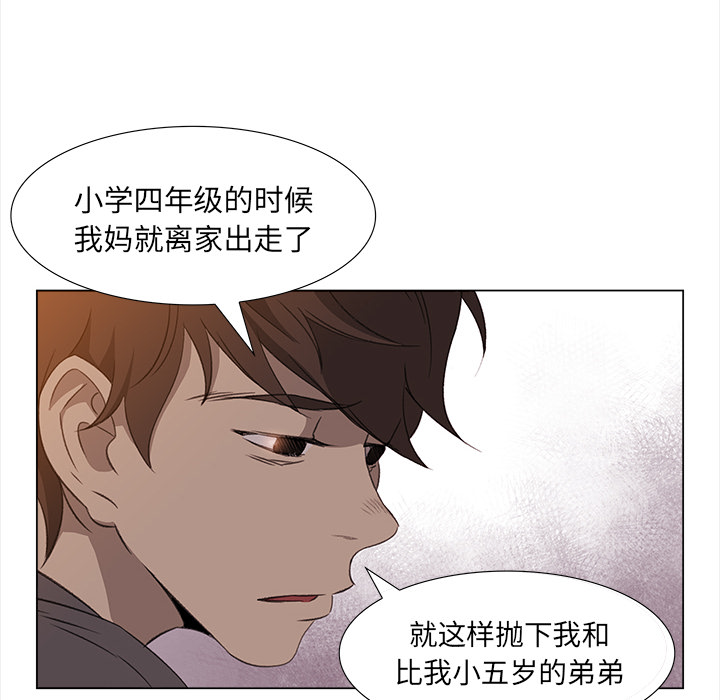 小学四年级的时候
我妈就离家出走了
就这样抛下我和
比我小五岁的弟弟